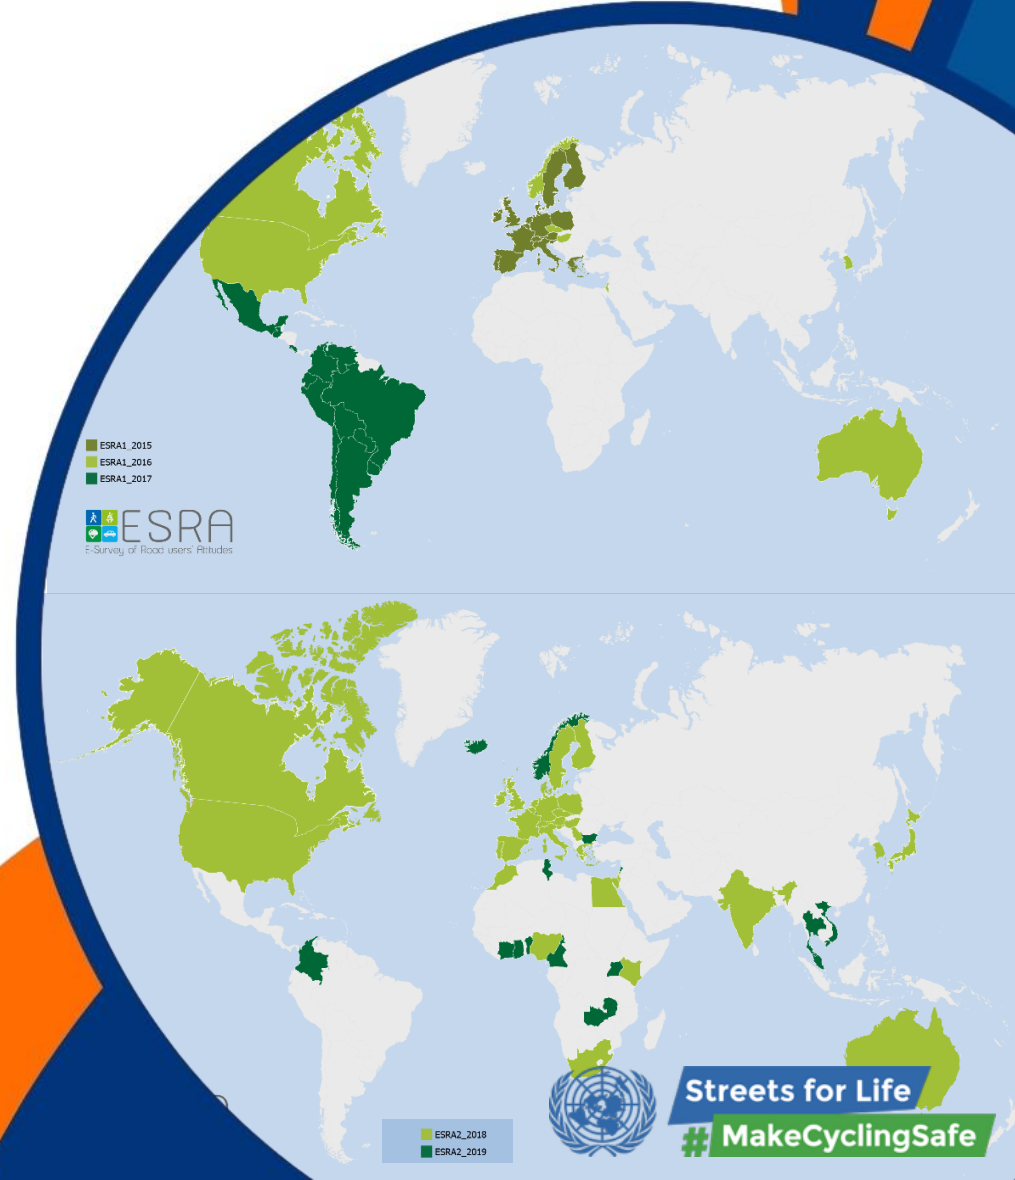 ESRA1_2015
ESRA1_2016
ESRA1_2017
ESRA
E-Survey of Road users' Attitudes
ESRA2_2018
ESRA2_2019
Streets for Life
# MakeCyclingSafe